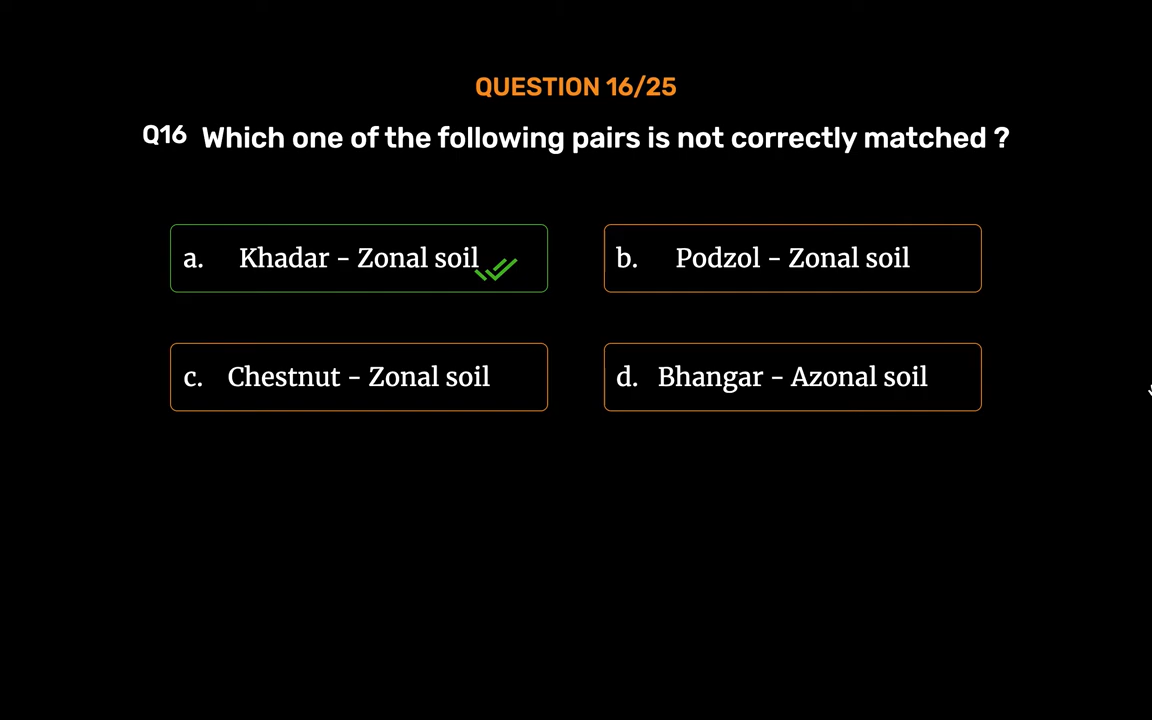 QUESTION 16/25
Q16 Which one of the following pairs is not correctly matched ?
a. Khadar - Zonal soil
b. Podzol - Zonal soil
c. Chestnut - Zonal soil
d. Bhangar - Azonal soil